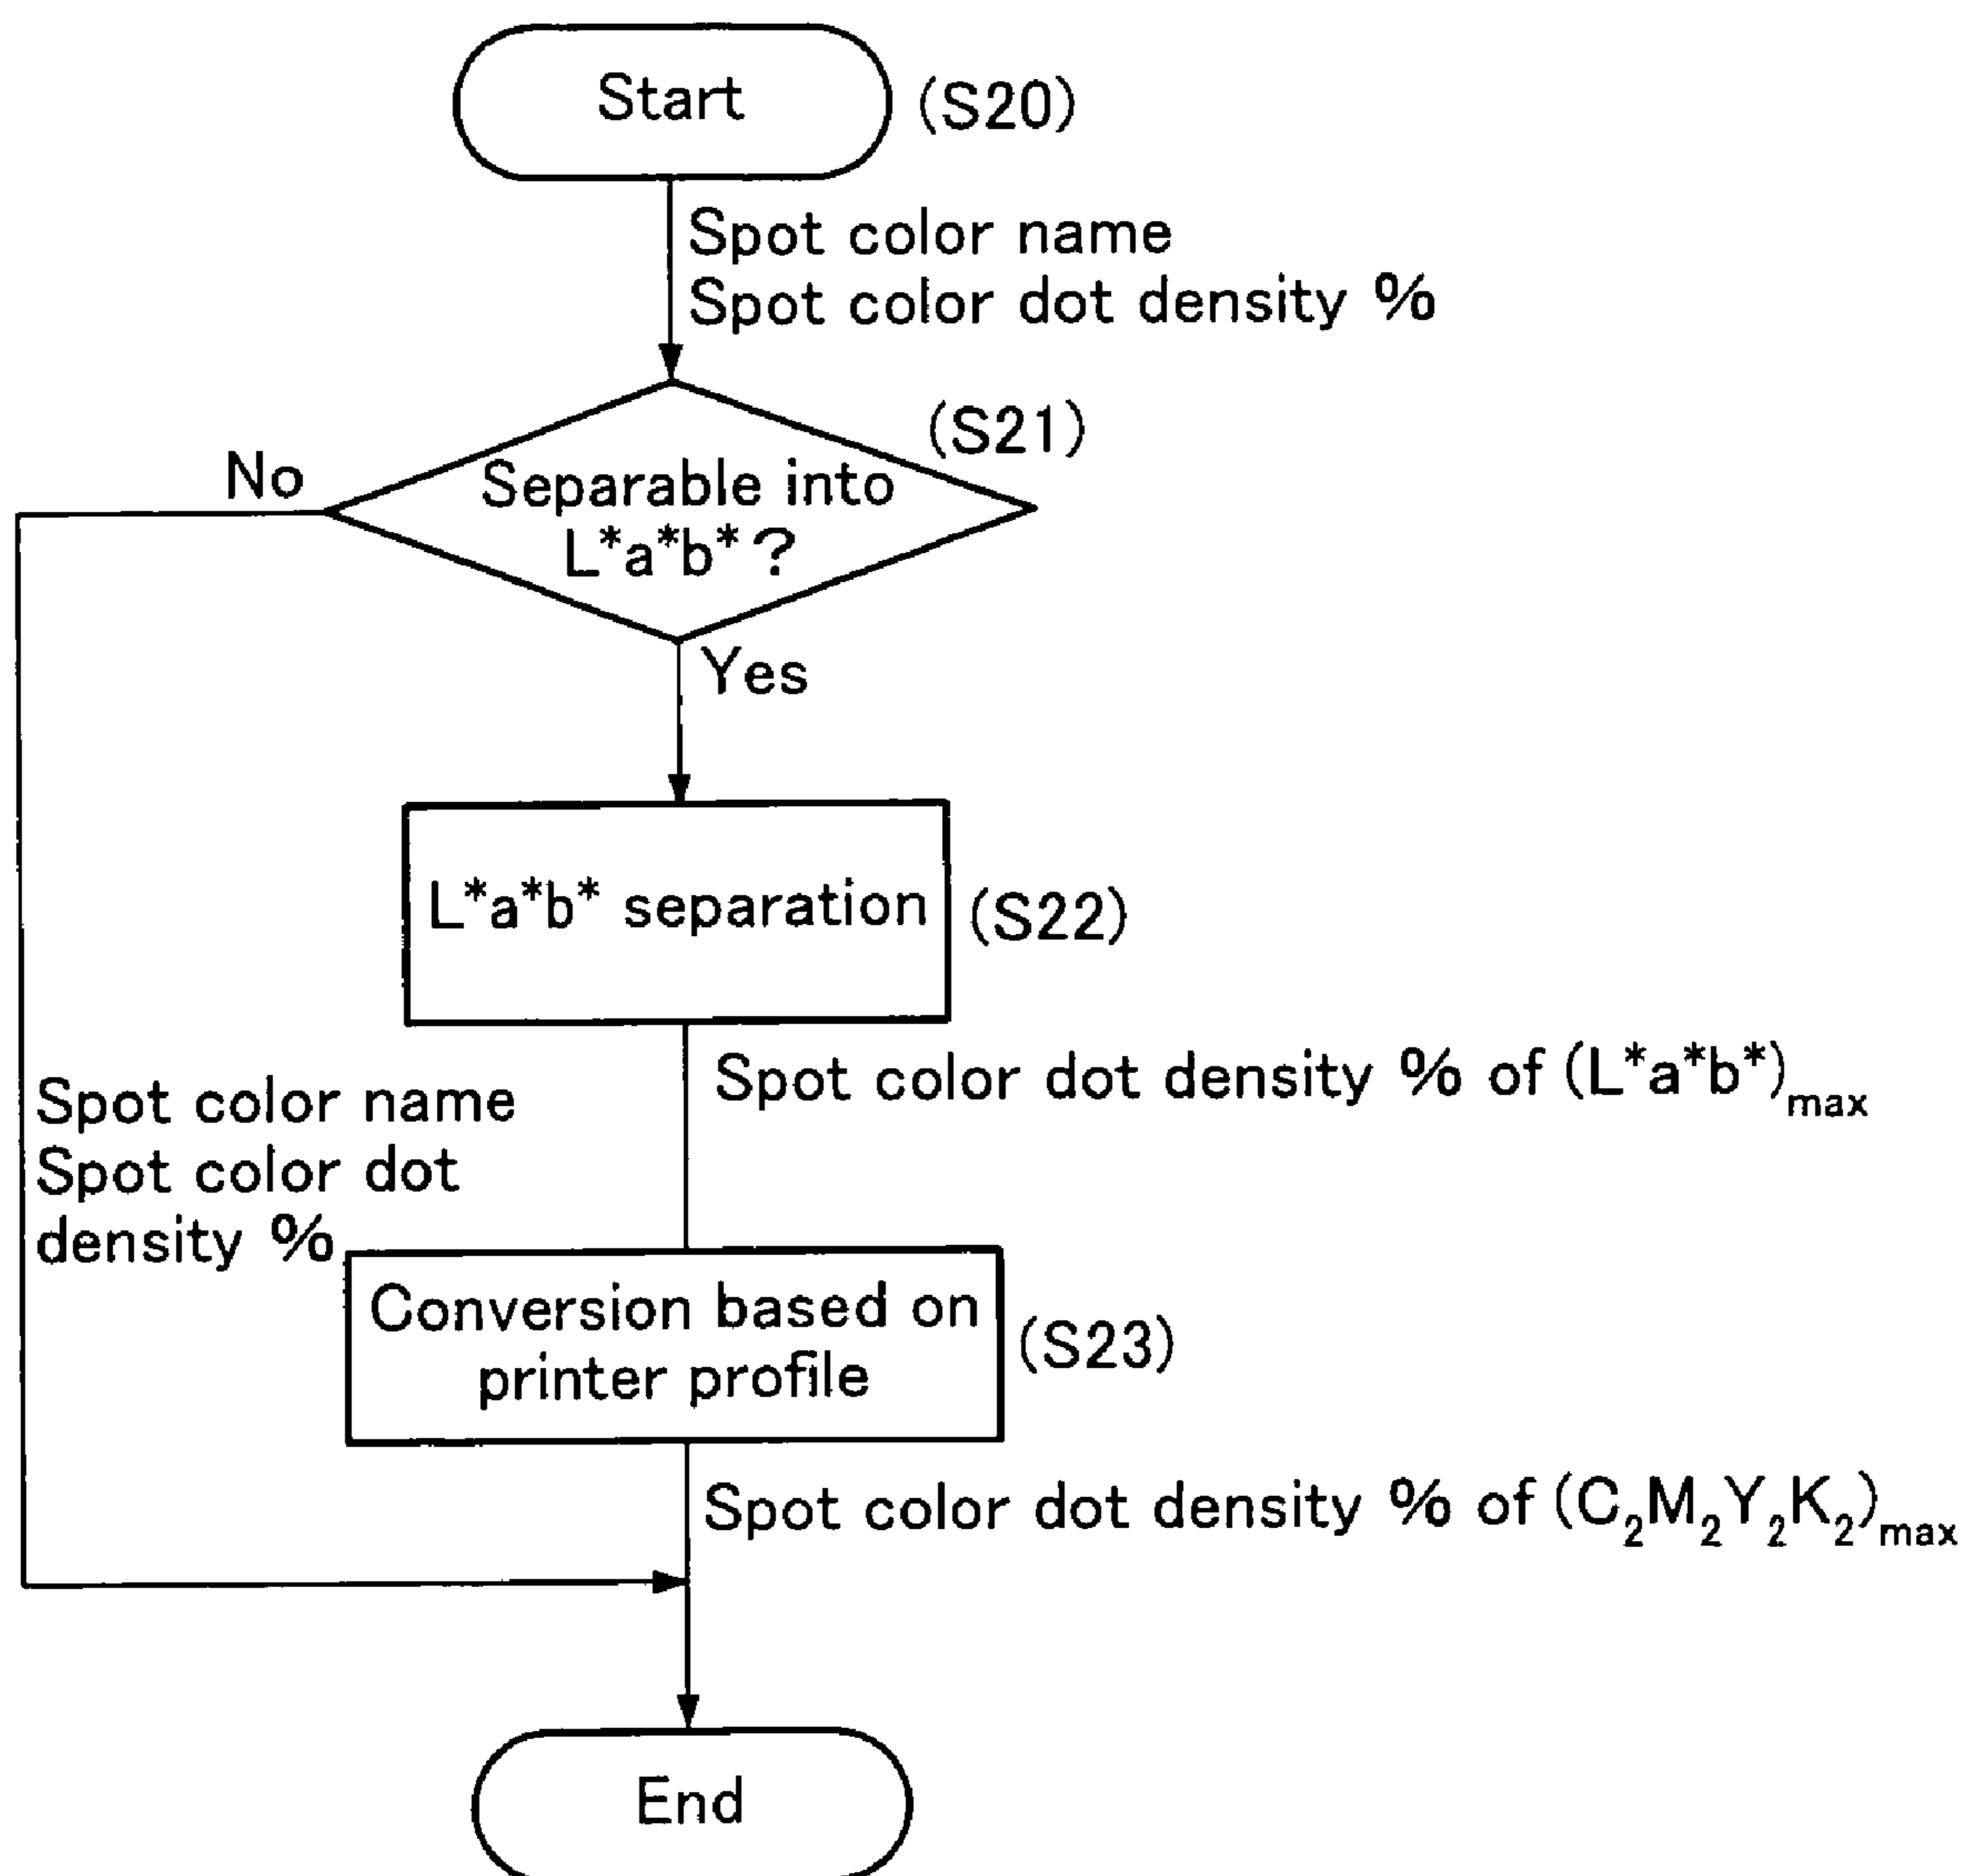 Start
(S20)
Spot color name
Spot color dot density %
(S21)
No
Separable into
L*a*b*?
Yes
L*a*b* separation
(S22)
Spot color dot density % of (L*a*b*)max
Spot color name
Spot color dot
density %
Conversion based on
printer profile
(S23)
Spot color dot density % of (C2M2Y2K2)max
End